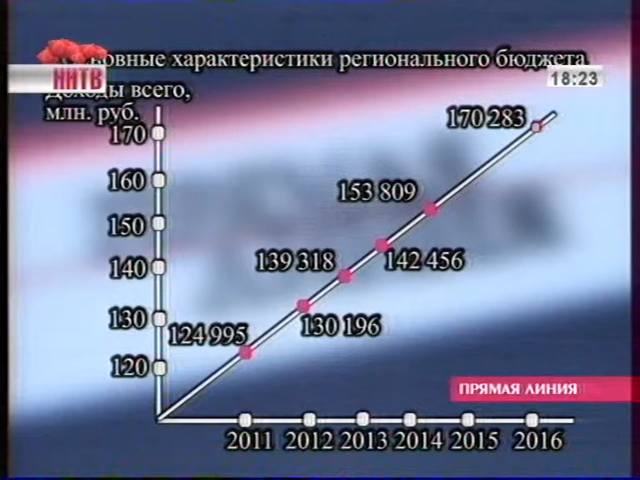 овные характеристики регионального бюджета
ННТВ
18:23
Доходы всего,
млн. руб.
170 283
170
160
153 809
150
139 318
142 456
140
130
124 995
130 196
120
ПРЯМАЯ ЛИНИЯ
2011 2012 2013 2014 2015 2016